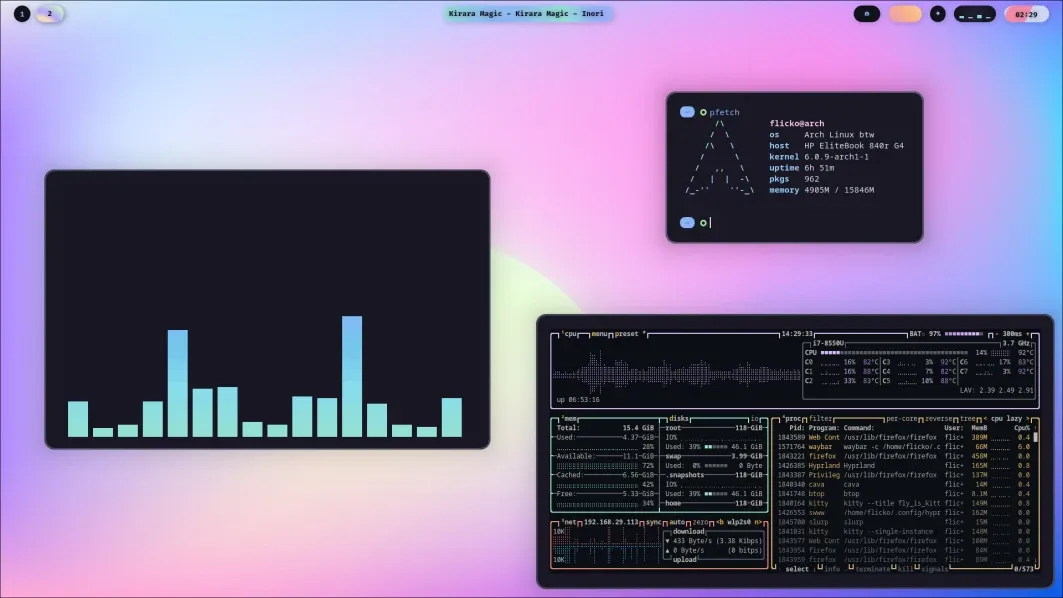 1 2
Kirara Magic - Kirara Magic - Inori
02:29
pfetch
flicko@arch
os Arch Linux btw
host HP EliteBook 840r G4
kernel 6.0.9-arch1-1
uptime 6h 51m
pkgs 962
memory 4905M / 15846M
¹cpu menu preset * 14:29:33 BAT 97% - 300ms +
i7-8550U 3.7 GHz
CPU 14% 92°C
C0 16% 82°C C3 3% 92°C C6 17% 83°C
C1 16% 88°C C4 7% 82°C C7 3% 92°C
C2 33% 83°C C5 10% 88°C
LAV: 2.39 2.49 2.91
up 06:53:16
²mem disks io
Total: 15.4 GiB
Used: 4.37 GiB
28%
Available: 11.1 GiB
72%
Cached: 6.56 GiB
42%
Free: 5.33 GiB
34%
root 118 GiB
IO%
Used: 39% 46.1 GiB
swap 3.99 GiB
Used: 0% 0 Byte
.snapshots 118 GiB
IO%
Used: 39% 46.1 GiB
home 118 GiB
³net 192.168.29.113 sync auto zero <b wlp2s0 n>
10K
10K
download
▼ 433 Byte/s (3.38 Kibps)
▲ 0 Byte/s (0 bitps)
upload
⁴proc filter per-core reverse tree < cpu lazy >
Pid: Program: Command: User: MemB Cpu% ↑
1843589 Web Cont /usr/lib/firefox/firefox flic+ 389M 0.4
1571764 waybar waybar -c /home/flicko/.c flic+ 66M 6.0
1843221 firefox /usr/lib/firefox/firefox flic+ 458M 0.0
1426385 Hyprland Hyprland flic+ 165M 0.8
1843387 Privileg /usr/lib/firefox/firefox flic+ 137M 0.0
1840340 cava cava flic+ 14M 0.4
1841748 btop btop flic+ 8.1M 0.4
1840164 kitty kitty --title fly_is_kitt flic+ 149M 0.8
1426553 swww /home/flicko/.config/hypr flic+ 162M 0.0
1845700 slurp slurp flic+ 15M 0.0
1841031 kitty kitty --single-instance flic+ 148M 0.0
1843577 Web Cont /usr/lib/firefox/firefox flic+ 108M 0.0
1843954 firefox /usr/lib/firefox/firefox flic+ 84M 0.0
1843959 firefox /usr/lib/firefox/firefox flic+ 89M 0.4
select info terminate kill signals 0/573